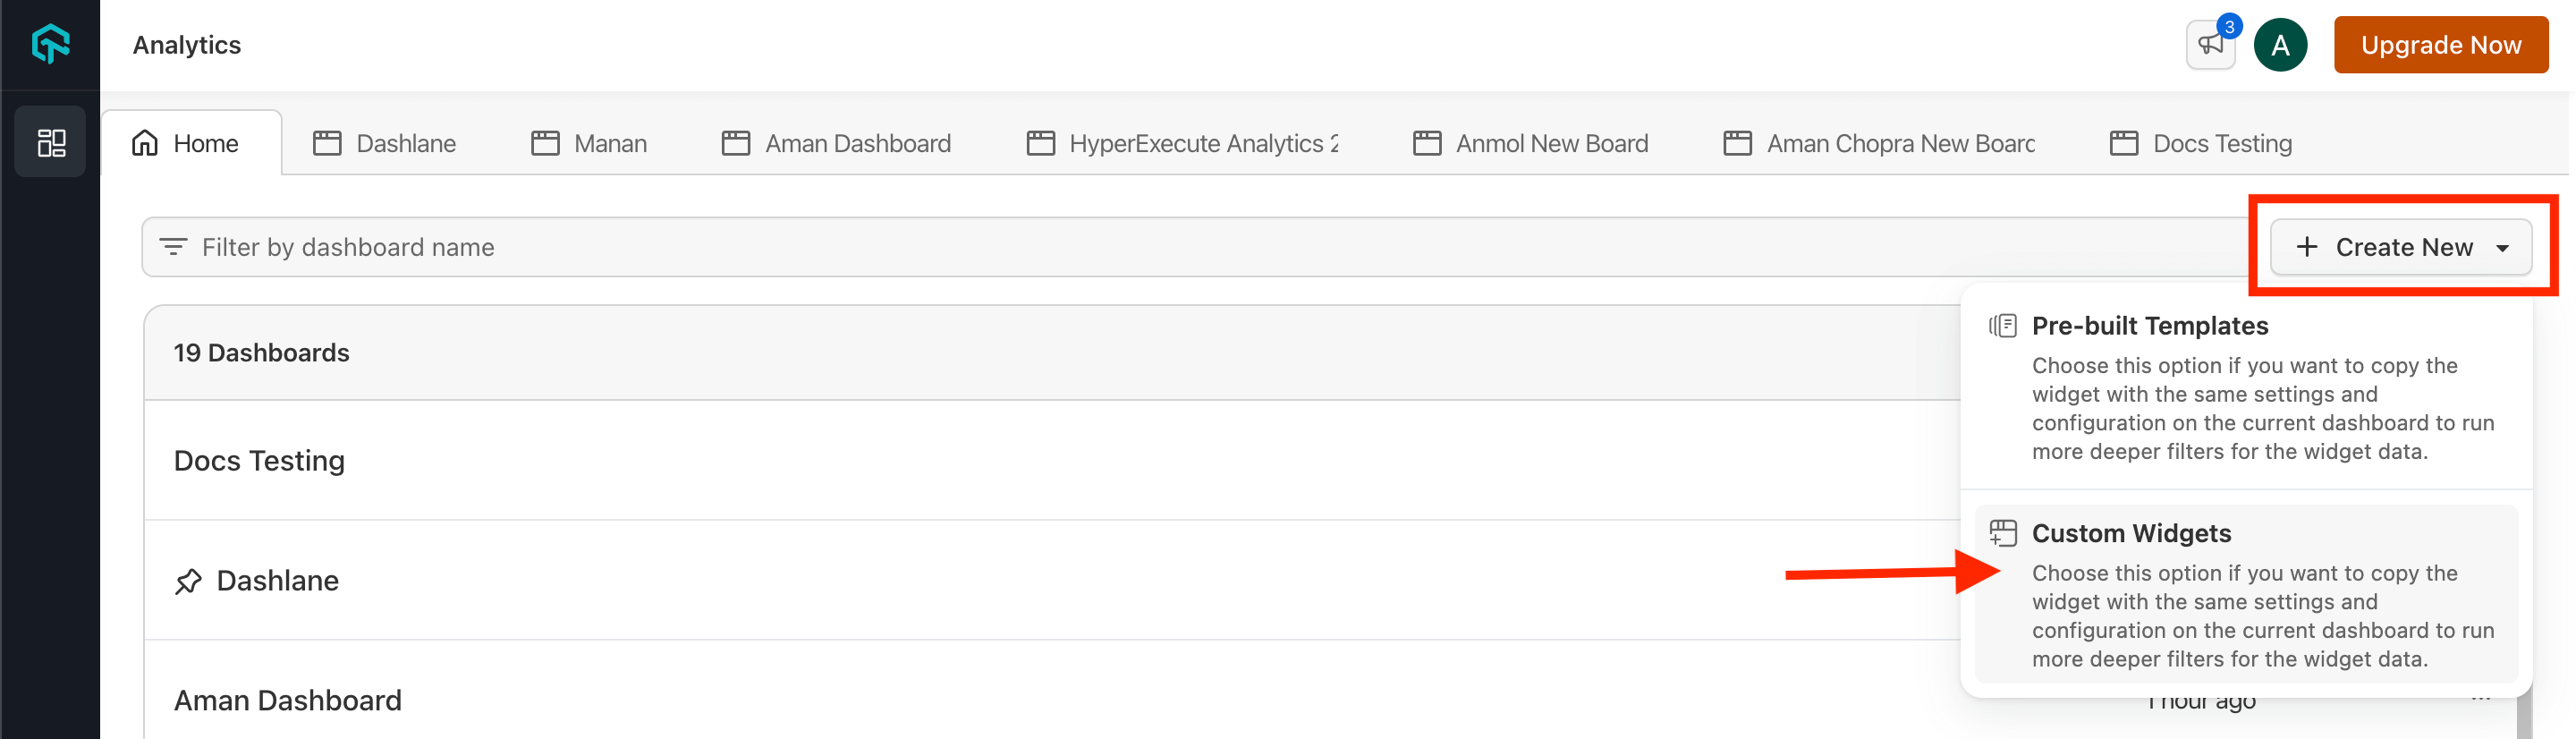 Analytics
3
A
Upgrade Now
Home
Dashlane
Manan
Aman Dashboard
HyperExecute Analytics 2
Anmol New Board
Aman Chopra New Board
Docs Testing
Filter by dashboard name
+ Create New
19 Dashboards
Pre-built Templates
Choose this option if you want to copy the
widget with the same settings and
configuration on the current dashboard to run
more deeper filters for the widget data.
Docs Testing
Custom Widgets
Choose this option if you want to copy the
widget with the same settings and
configuration on the current dashboard to run
more deeper filters for the widget data.
Dashlane
Aman Dashboard
1 hour ago